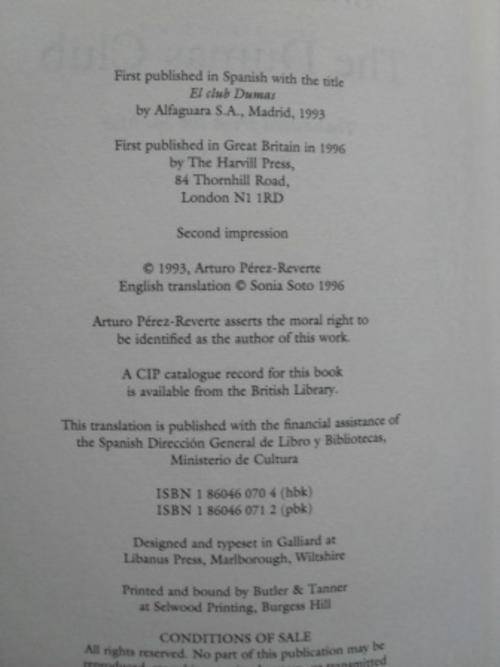 The Dumas Club
First published in Spanish with the title
El club Dumas
by Alfaguara S.A., Madrid, 1993
First published in Great Britain in 1996
by The Harvill Press,
84 Thornhill Road,
London N1 1RD
Second impression
© 1993, Arturo Pérez-Reverte
English translation © Sonia Soto 1996
Arturo Pérez-Reverte asserts the moral right to
be identified as the author of this work.
A CIP catalogue record for this book
is available from the British Library.
This translation is published with the financial assistance of
the Spanish Dirección General de Libro y Bibliotecas,
Ministerio de Cultura
ISBN 1 86046 070 4 (hbk)
ISBN 1 86046 071 2 (pbk)
Designed and typeset in Galliard at
Libanus Press, Marlborough, Wiltshire
Printed and bound by Butler & Tanner
at Selwood Printing, Burgess Hill
CONDITIONS OF SALE
All rights reserved. No part of this publication may be
transmitted